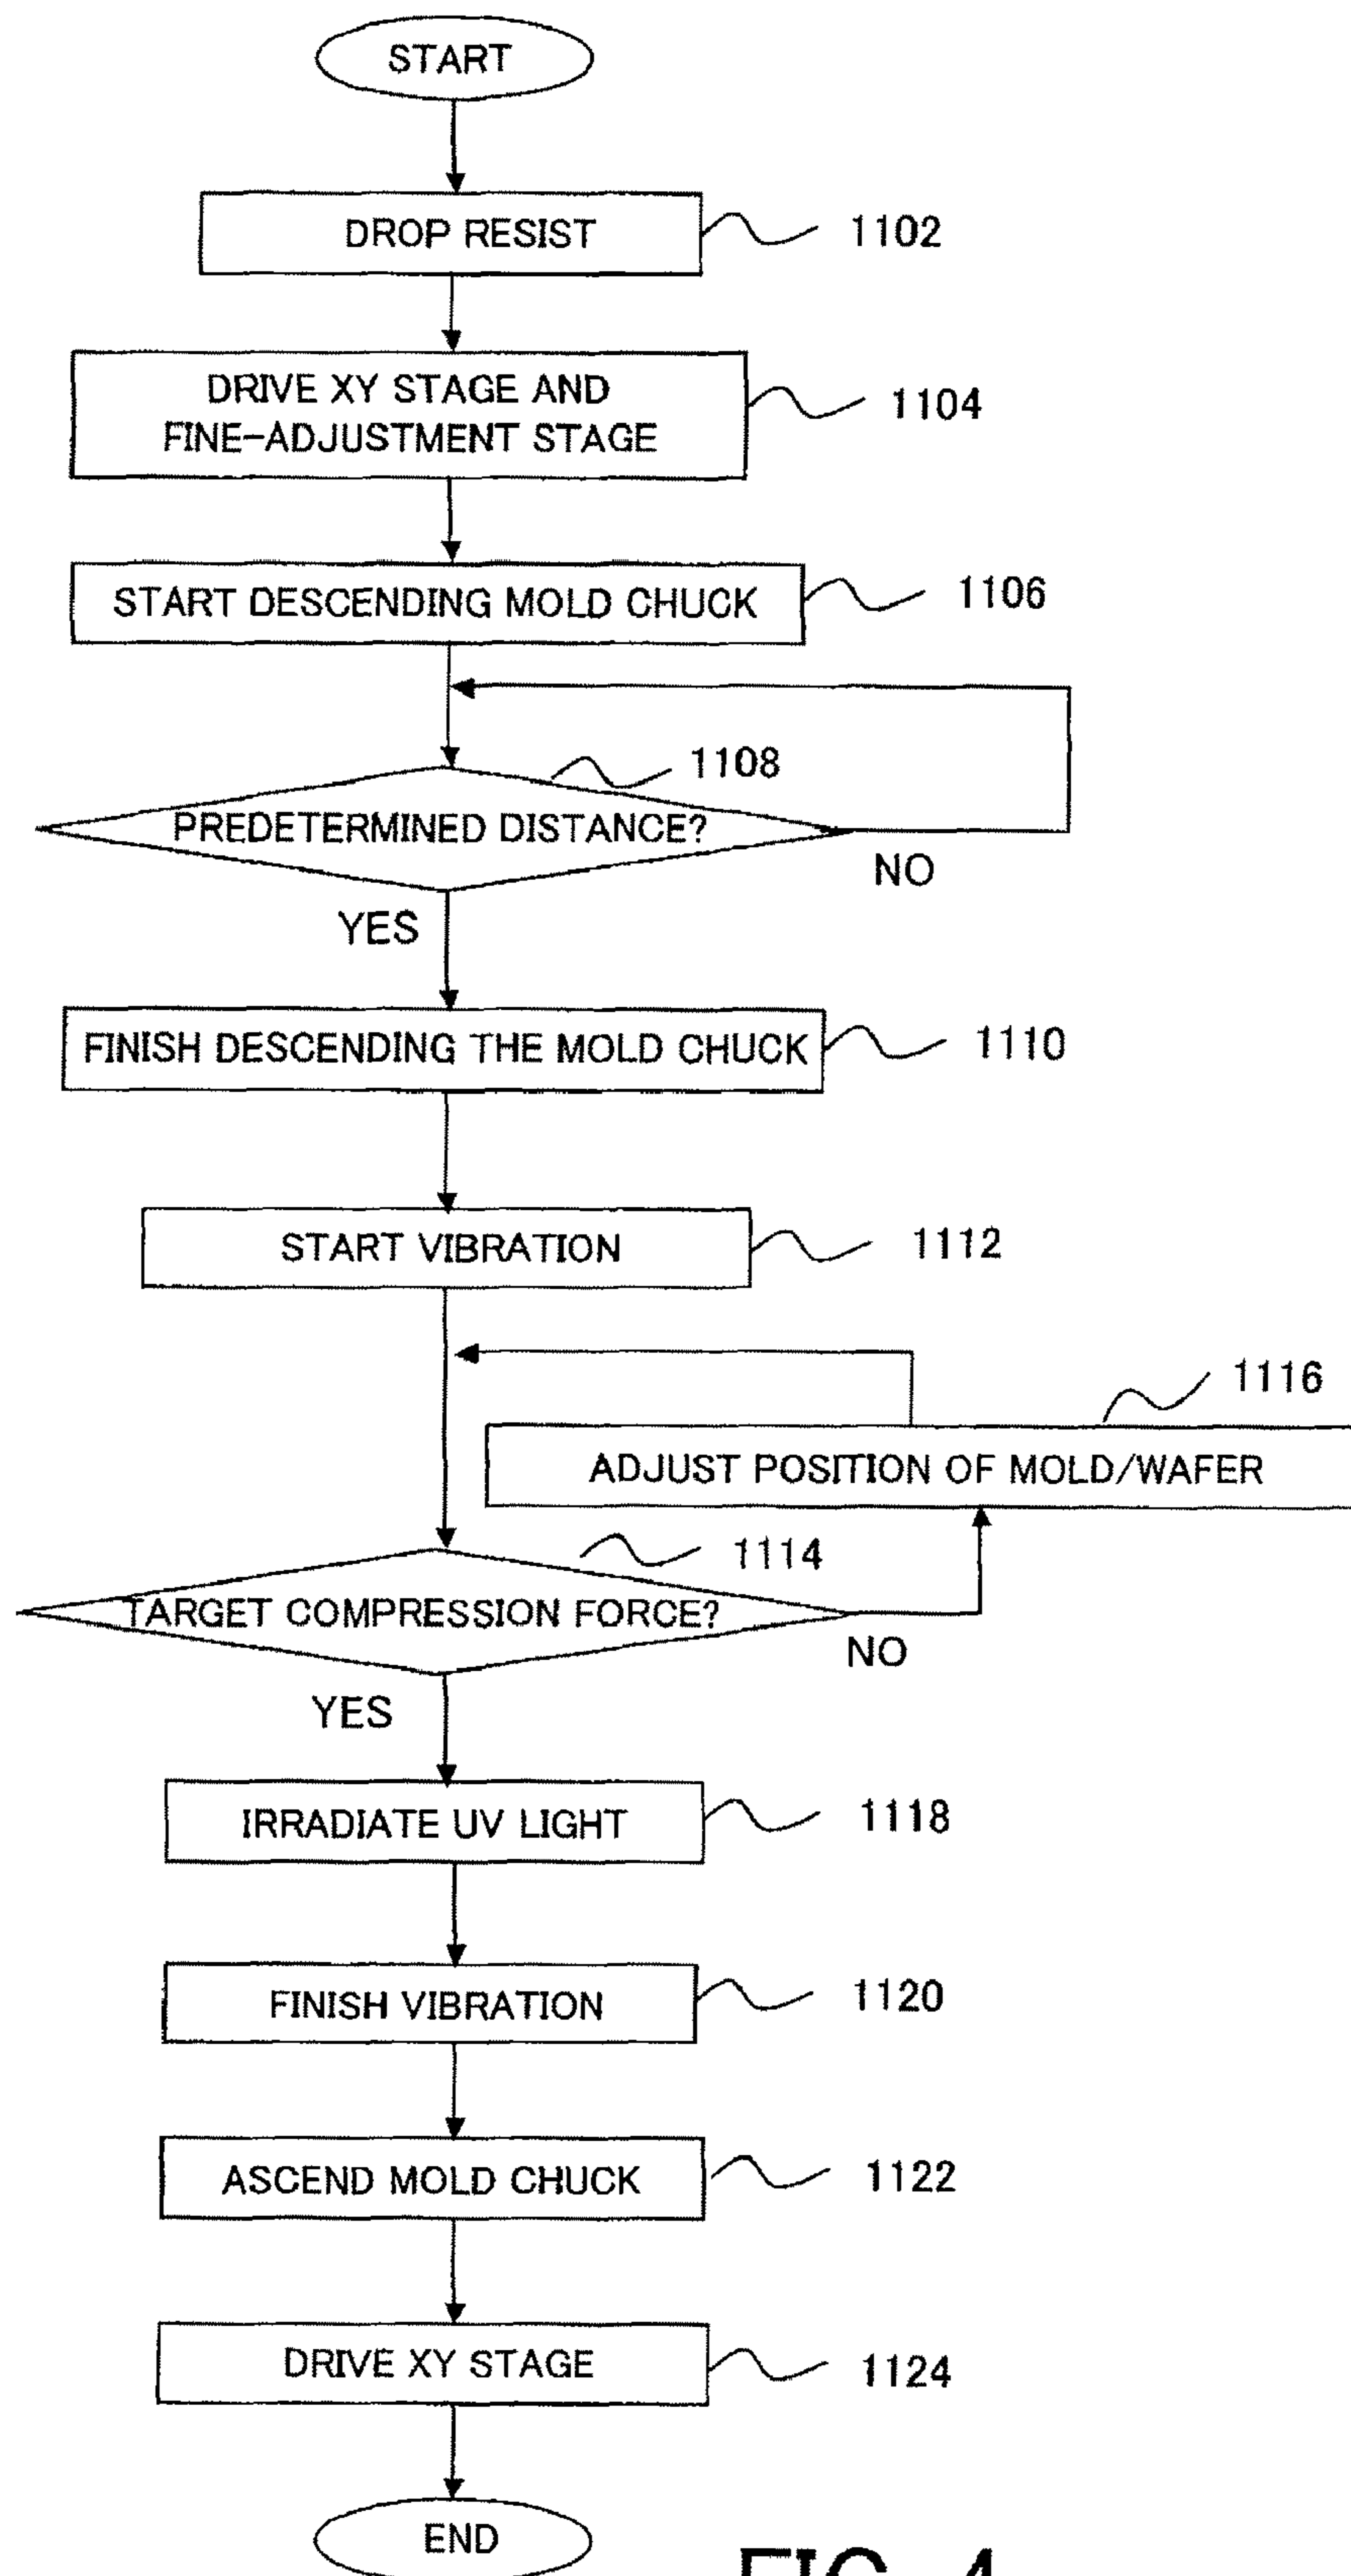 START
DROP RESIST
1102
DRIVE XY STAGE AND
FINE-ADJUSTMENT STAGE
1104
START DESCENDING MOLD CHUCK
1106
1108
PREDETERMINED DISTANCE?
NO
YES
FINISH DESCENDING THE MOLD CHUCK
1110
START VIBRATION
1112
1116
ADJUST POSITION OF MOLD/WAFER
1114
TARGET COMPRESSION FORCE?
NO
YES
IRRADIATE UV LIGHT
1118
FINISH VIBRATION
1120
ASCEND MOLD CHUCK
1122
DRIVE XY STAGE
1124
END
FIG. 4